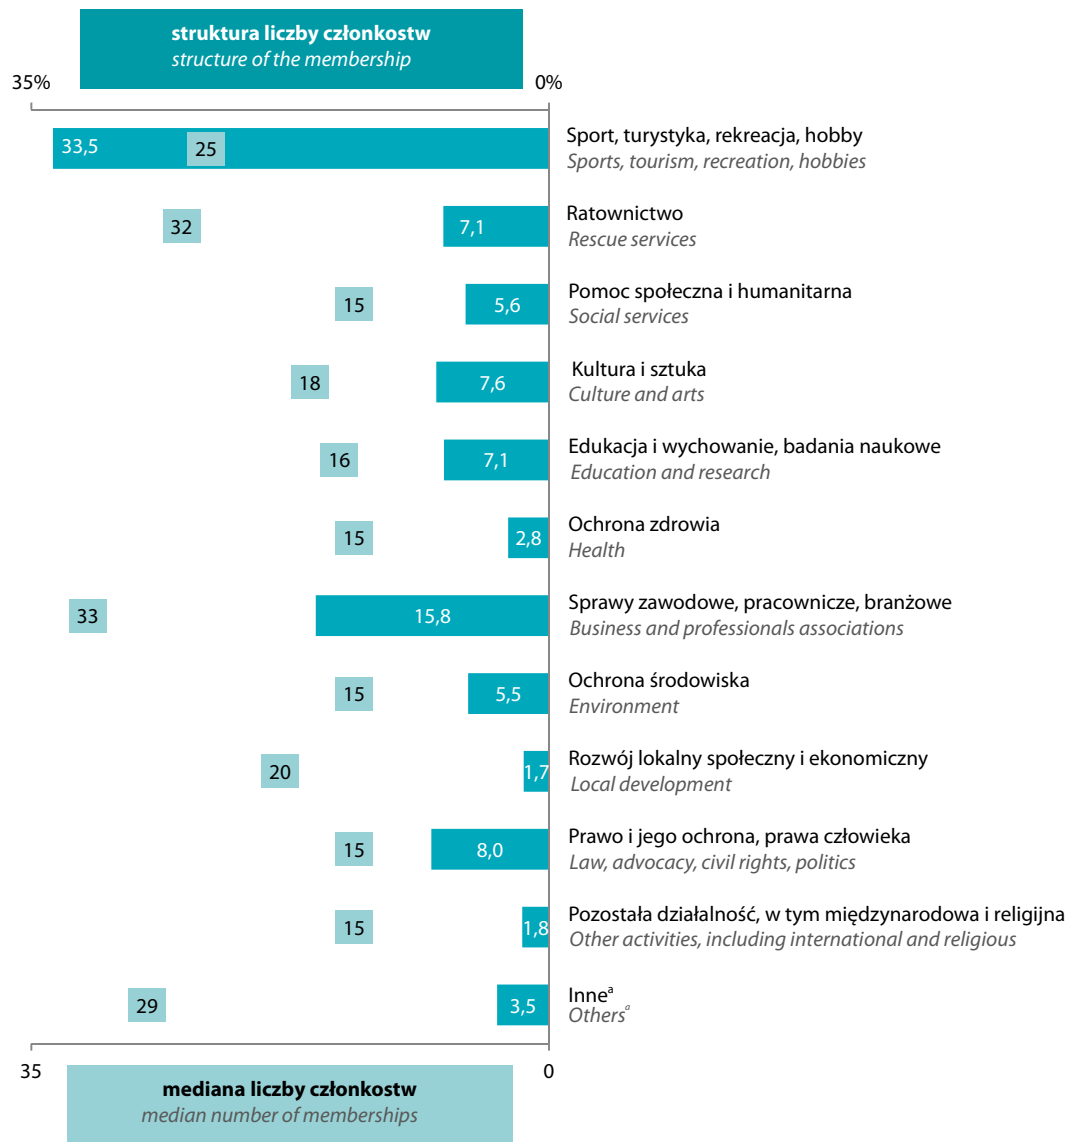 struktura liczby członkostw
structure of the membership
35% 0%
33,5 25 Sport, turystyka, rekreacja, hobby
Sports, tourism, recreation, hobbies
32 7,1 Ratownictwo
Rescue services
15 5,6 Pomoc społeczna i humanitarna
Social services
18 7,6 Kultura i sztuka
Culture and arts
16 7,1 Edukacja i wychowanie, badania naukowe
Education and research
15 2,8 Ochrona zdrowia
Health
33 15,8 Sprawy zawodowe, pracownicze, branżowe
Business and professionals associations
15 5,5 Ochrona środowiska
Environment
20 1,7 Rozwój lokalny społeczny i ekonomiczny
Local development
15 8,0 Prawo i jego ochrona, prawa człowieka
Law, advocacy, civil rights, politics
15 1,8 Pozostała działalność, w tym międzynarodowa i religijna
Other activities, including international and religious
29 3,5 Inneª
Othersª
35 0
mediana liczby członkostw
median number of memberships